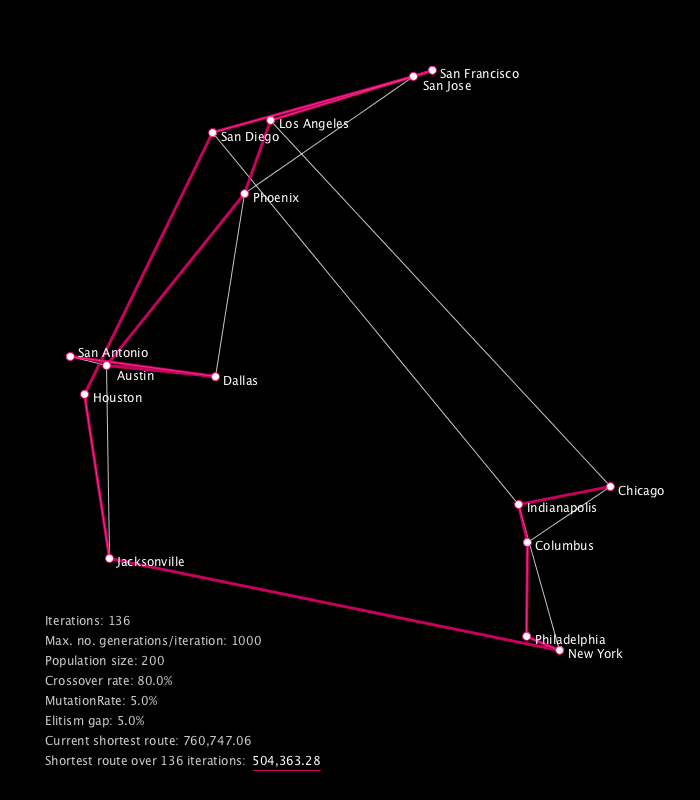 San Francisco
San Jose
Los Angeles
San Diego
Phoenix
San Antonio
Austin
Dallas
Houston
Chicago
Indianapolis
Columbus
Jacksonville
Philadelphia
New York
Iterations: 136
Max. no. generations/iteration: 1000
Population size: 200
Crossover rate: 80.0%
MutationRate: 5.0%
Elitism gap: 5.0%
Current shortest route: 760,747.06
Shortest route over 136 iterations: 504,363.28